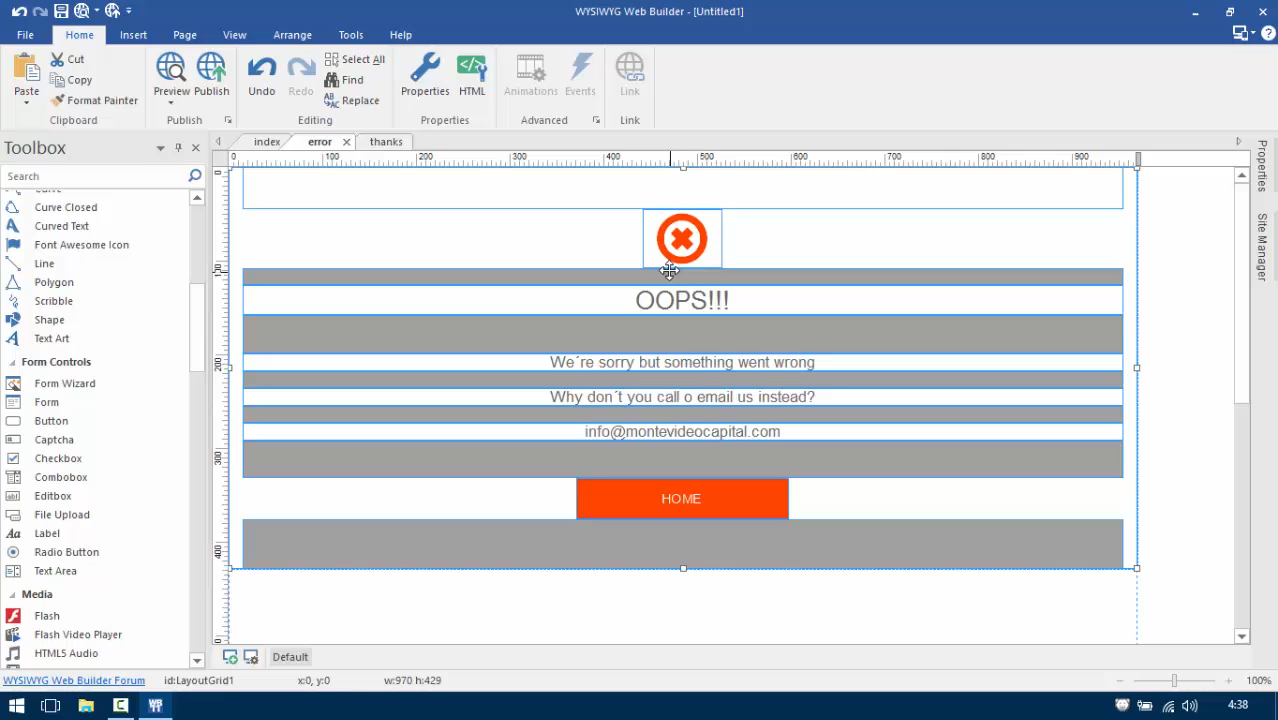 WYSIWYG Web Builder - [Untitled1]
File Home Insert Page View Arrange Tools Help
Paste
Cut
Copy
Format Painter
Clipboard
Preview
Publish
Publish
Undo
Redo
Select All
Find
Replace
Editing
Properties
HTML
Properties
Animations
Events
Advanced
Link
Link
Toolbox
Search
index error thanks
0 100 200 300 400 500 600 700 800 900
Curve Closed
Curved Text
Font Awesome Icon
Line
Polygon
Scribble
Shape
Text Art
Form Controls
Form Wizard
Form
Button
Captcha
Checkbox
Combobox
Editbox
File Upload
Label
Radio Button
Text Area
Media
Flash
Flash Video Player
HTML5 Audio
0
100
200
300
400
OOPS!!!
We´re sorry but something went wrong
Why don´t you call o email us instead?
info@montevideocapital.com
HOME
Properties
Site Manager
Default
WYSIWYG Web Builder Forum id:LayoutGrid1 x:0, y:0 w:970 h:429 100%
4:38